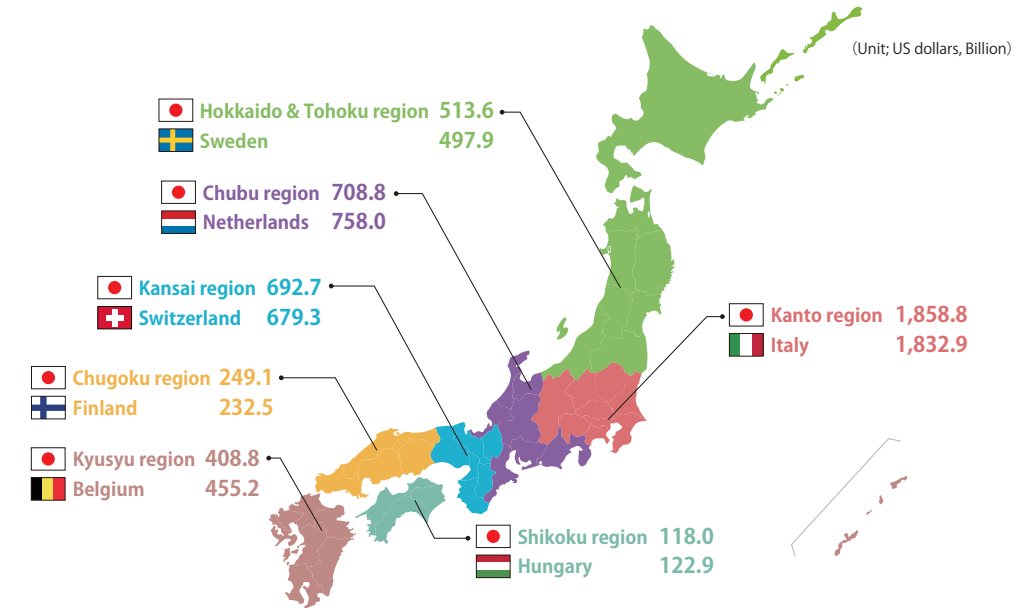 (Unit; US dollars, Billion)
Hokkaido & Tohoku region 513.6
Sweden 497.9
Chubu region 708.8
Netherlands 758.0
Kansai region 692.7
Switzerland 679.3
Kanto region 1,858.8
Italy 1,832.9
Chugoku region 249.1
Finland 232.5
Kyusyu region 408.8
Belgium 455.2
Shikoku region 118.0
Hungary 122.9